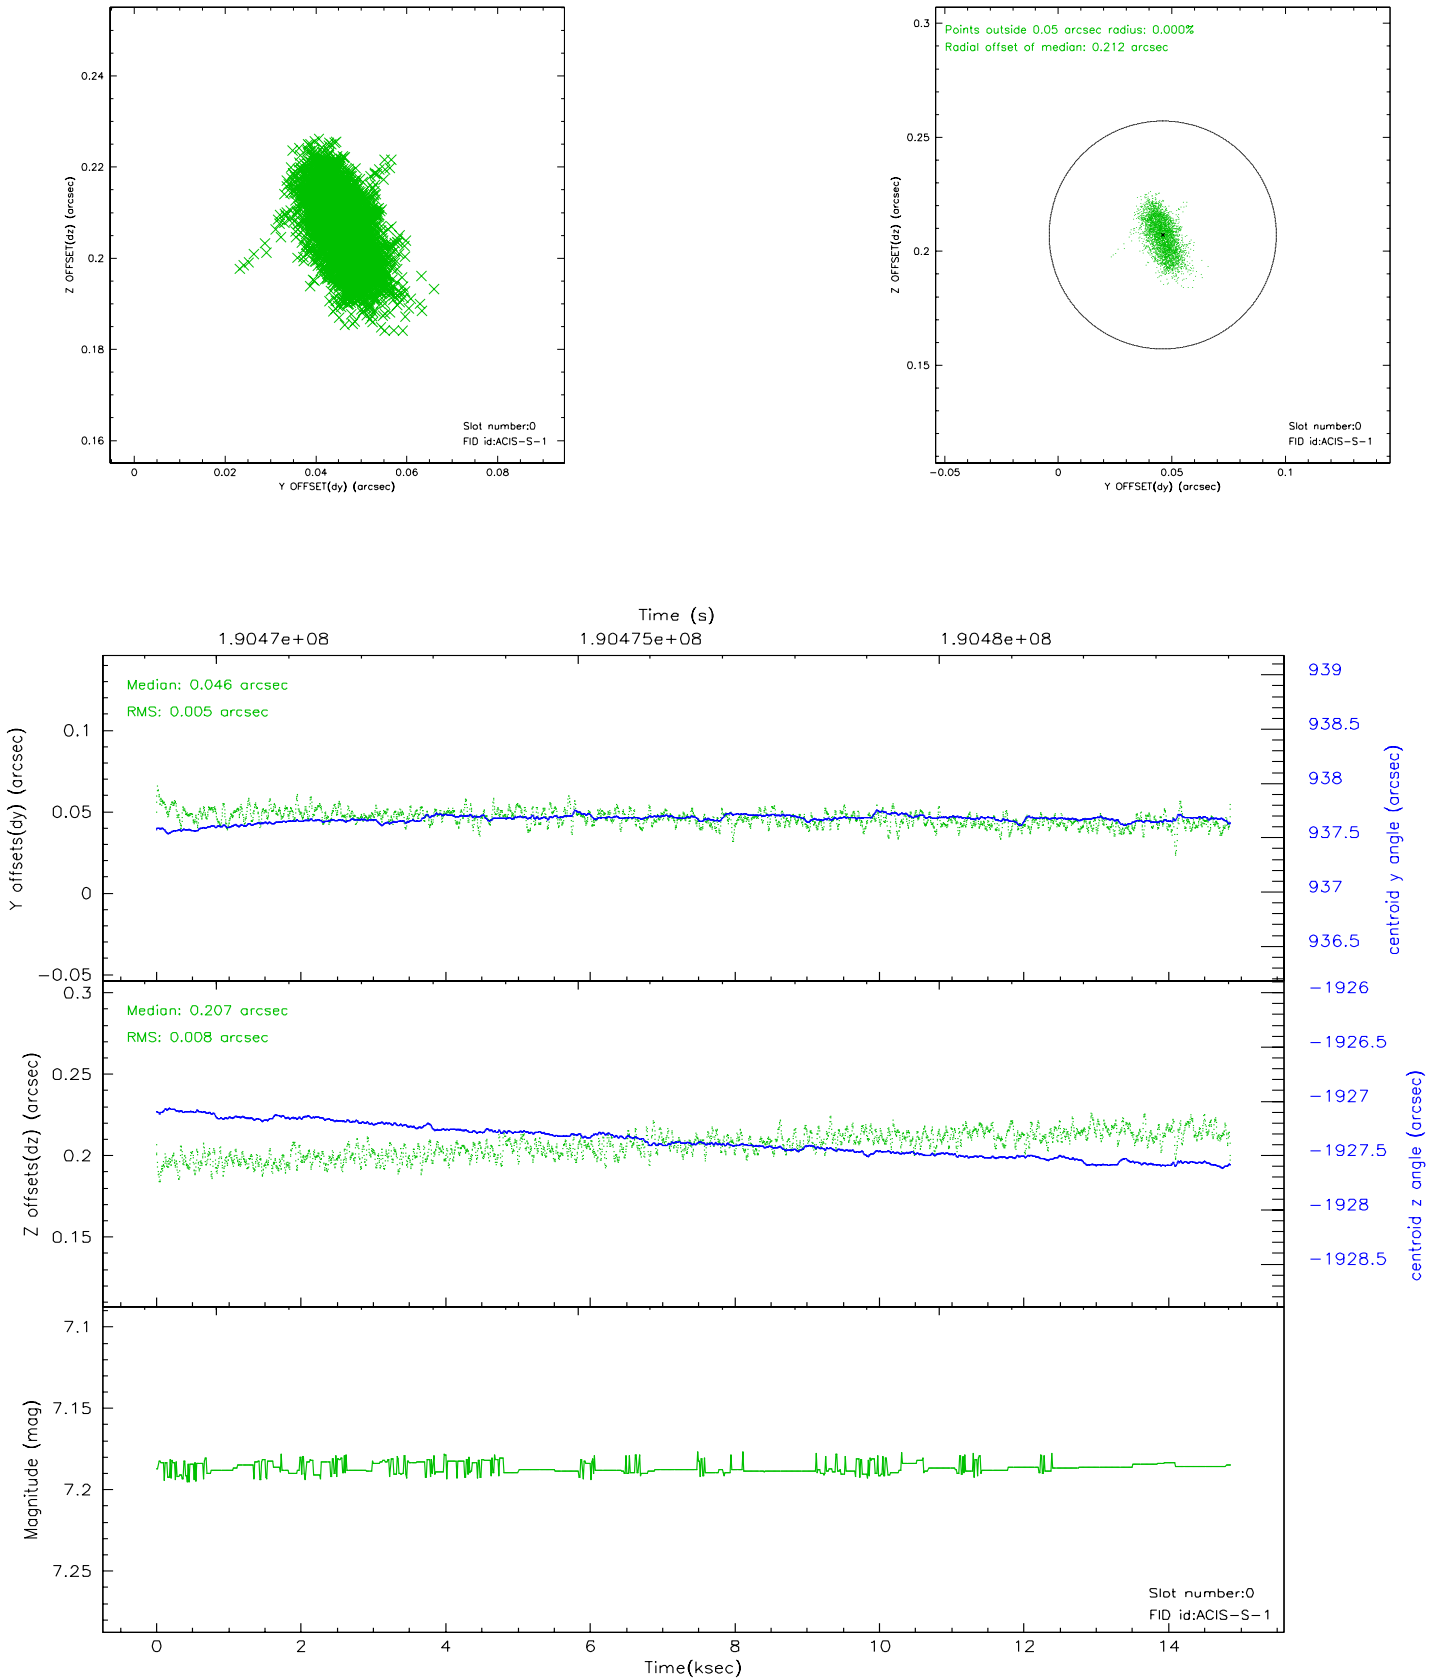 0.24
0.22
0.2
0.18
0.16
Z OFFSET(dz) (arcsec)
0
0.02
0.04
0.06
0.08
Y OFFSET(dy) (arcsec)
Slot number:0
FID id:ACIS-S-1
Points outside 0.05 arcsec radius: 0.000%
Radial offset of median: 0.212 arcsec
0.3
0.25
0.2
0.15
Z OFFSET(dz) (arcsec)
-0.05
0
0.05
0.1
Y OFFSET(dy) (arcsec)
Slot number:0
FID id:ACIS-S-1
Time (s)
1.9047e+08
1.90475e+08
1.9048e+08
Median: 0.046 arcsec
RMS: 0.005 arcsec
0.1
0.05
0
-0.05
Y offsets(dy) (arcsec)
939
938.5
938
937.5
937
936.5
centroid y angle (arcsec)
Median: 0.207 arcsec
RMS: 0.008 arcsec
0.3
0.25
0.2
0.15
Z offsets(dz) (arcsec)
-1926
-1926.5
-1927
-1927.5
-1928
-1928.5
centroid z angle (arcsec)
7.1
7.15
7.2
7.25
Magnitude (mag)
Slot number:0
FID id:ACIS-S-1
0
2
4
6
8
10
12
14
Time(ksec)